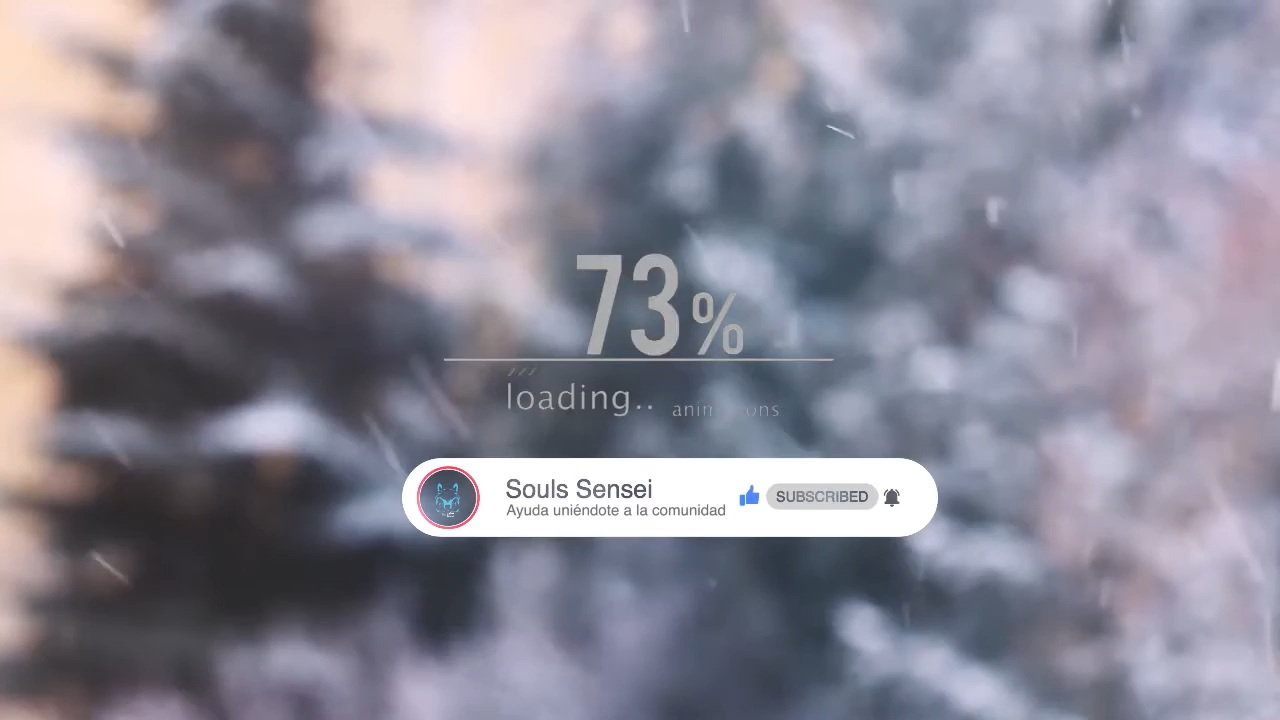 73%
loading..
Souls Sensei
Ayuda uniéndote a la comunidad
SUBSCRIBED